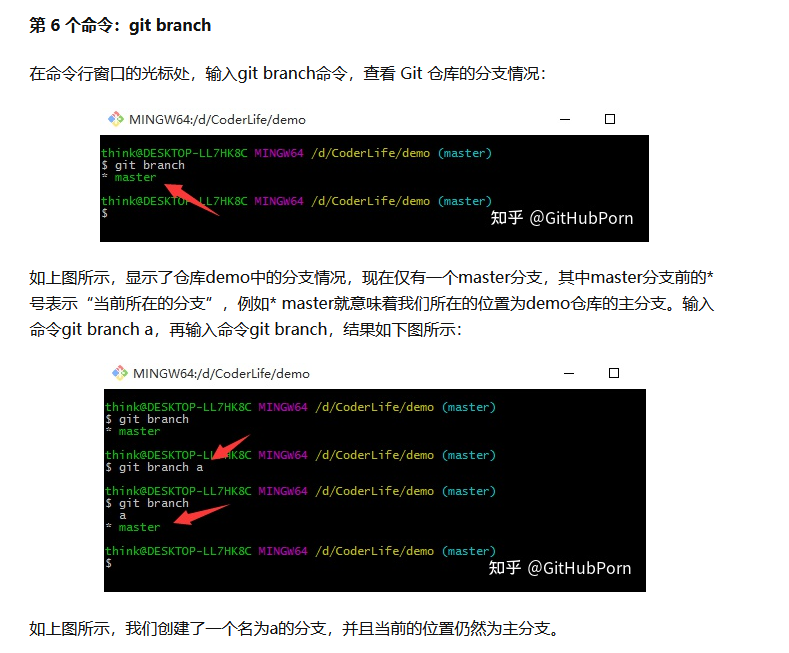 第 6 个命令：git branch
在命令行窗口的光标处，输入git branch命令，查看 Git 仓库的分支情况：
MINGW64:/d/CoderLife/demo
think@DESKTOP-LL7HK8C MINGW64 /d/CoderLife/demo (master)
$ git branch
* master
think@DESKTOP-LL7HK8C MINGW64 /d/CoderLife/demo (master)
$
知乎 @GitHubPorn
如上图所示，显示了仓库demo中的分支情况，现在仅有一个master分支，其中master分支前的*
号表示“当前所在的分支”，例如* master就意味着我们所在的位置为demo仓库的主分支。输入
命令git branch a，再输入命令git branch，结果如下图所示：
MINGW64:/d/CoderLife/demo
think@DESKTOP-LL7HK8C MINGW64 /d/CoderLife/demo (master)
$ git branch
* master
think@DESKTOP-LL7HK8C MINGW64 /d/CoderLife/demo (master)
$ git branch a
think@DESKTOP-LL7HK8C MINGW64 /d/CoderLife/demo (master)
$ git branch
a
* master
think@DESKTOP-LL7HK8C MINGW64 /d/CoderLife/demo (master)
$
知乎 @GitHubPorn
如上图所示，我们创建了一个名为a的分支，并且当前的位置仍然为主分支。